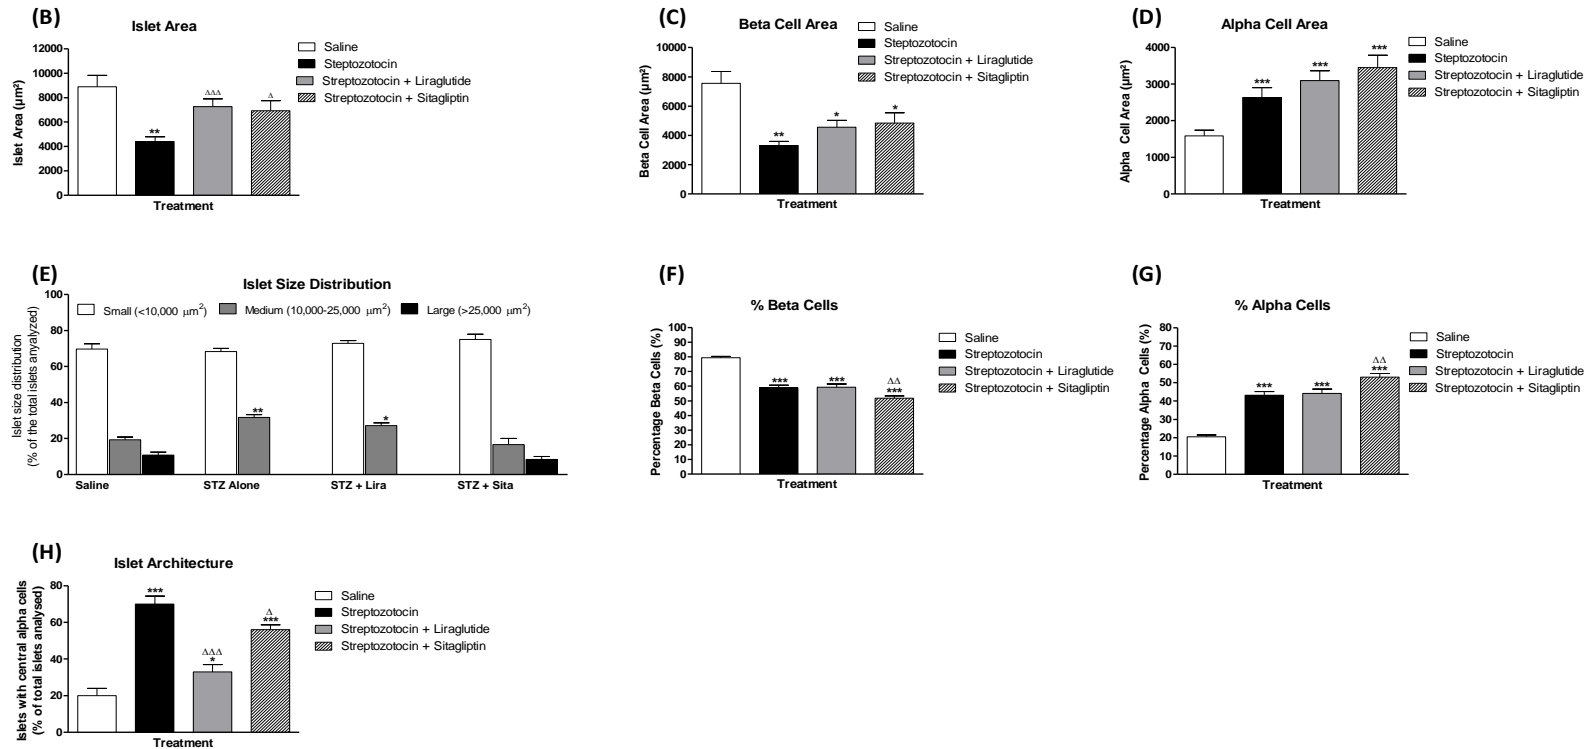 (B)
Islet Area
Islet Area (µm²)
12000
10000
8000
6000
4000
2000
0
**
ΔΔΔ
Δ
Treatment
Saline
Steptozotocin
Streptozotocin + Liraglutide
Streptozotocin + Sitagliptin
(C)
Beta Cell Area
Beta Cell Area (µm²)
10000
8000
6000
4000
2000
0
**
*
*
Treatment
Saline
Steptozotocin
Streptozotocin + Liraglutide
Streptozotocin + Sitagliptin
(D)
Alpha Cell Area
Alpha Cell Area (µm²)
4000
3000
2000
1000
0
***
***
***
Treatment
Saline
Steptozotocin
Streptozotocin + Liraglutide
Streptozotocin + Sitagliptin
(E)
Islet Size Distribution
Islet size distribution
(% of the total islets anyalyzed)
100
80
60
40
20
0
Small (<10,000 µm²)
Medium (10,000-25,000 µm²)
Large (>25,000 µm²)
**
*
Saline
STZ Alone
STZ + Lira
STZ + Sita
(F)
% Beta Cells
Percentage Beta Cells (%)
100
90
80
70
60
50
40
30
20
10
0
***
***
ΔΔ
***
Treatment
Saline
Streptozotocin
Streptozotocin + Liraglutide
Streptozotocin + Sitagliptin
(G)
% Alpha Cells
Percentage Alpha Cells (%)
80
70
60
50
40
30
20
10
0
***
***
ΔΔ
***
Treatment
Saline
Streptozotocin
Streptozotocin + Liraglutide
Streptozotocin + Sitagliptin
(H)
Islet Architecture
Islets with central alpha cells
(% of total islets analysed)
80
60
40
20
0
***
ΔΔΔ
*
Δ
***
Treatment
Saline
Streptozotocin
Streptozotocin + Liraglutide
Streptozotocin + Sitagliptin